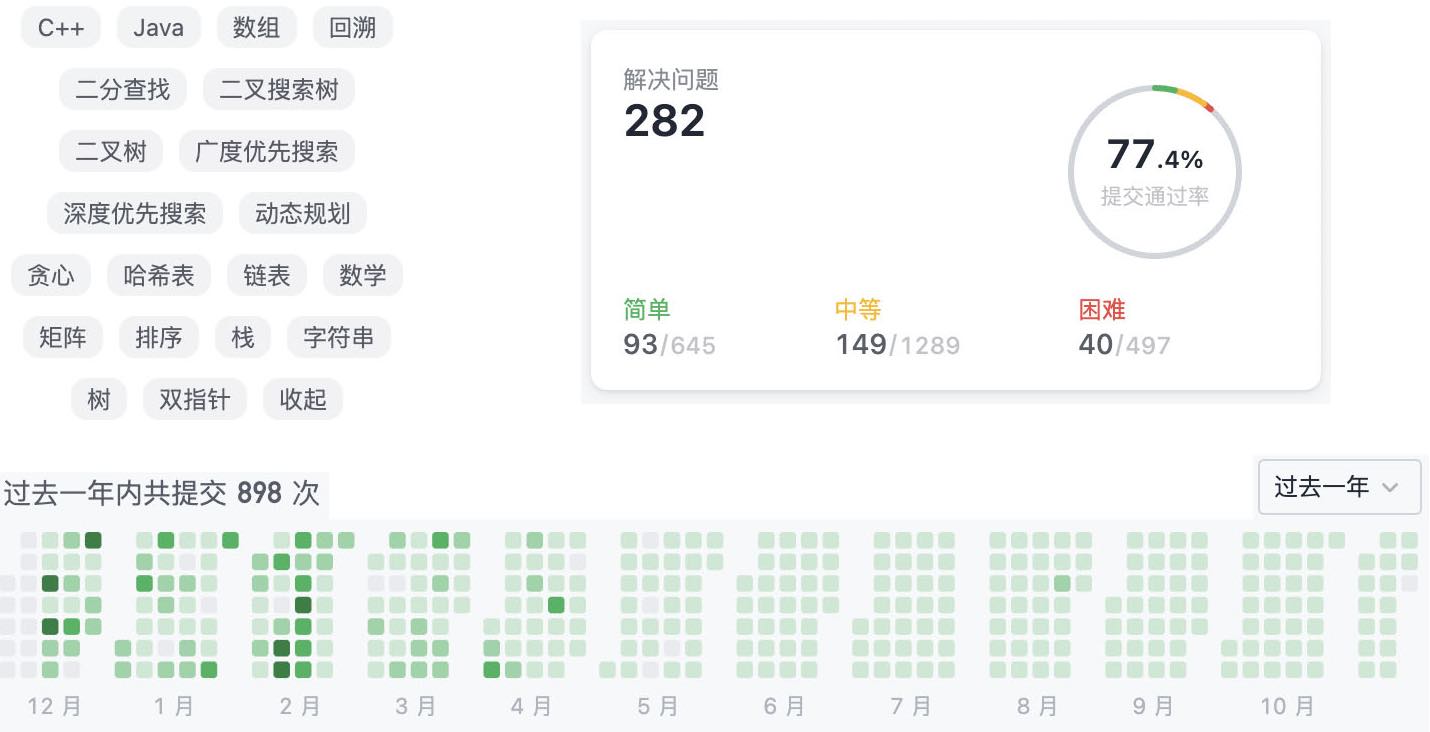 C++ Java 数组 回溯
二分查找 二叉搜索树
二叉树 广度优先搜索
深度优先搜索 动态规划
贪心 哈希表 链表 数学
矩阵 排序 栈 字符串
树 双指针 收起
解决问题
282
77.4%
提交通过率
简单 中等 困难
93/645 149/1289 40/497
过去一年内共提交 898 次
过去一年
12 月 1 月 2 月 3 月 4 月 5 月 6 月 7 月 8 月 9 月 10 月